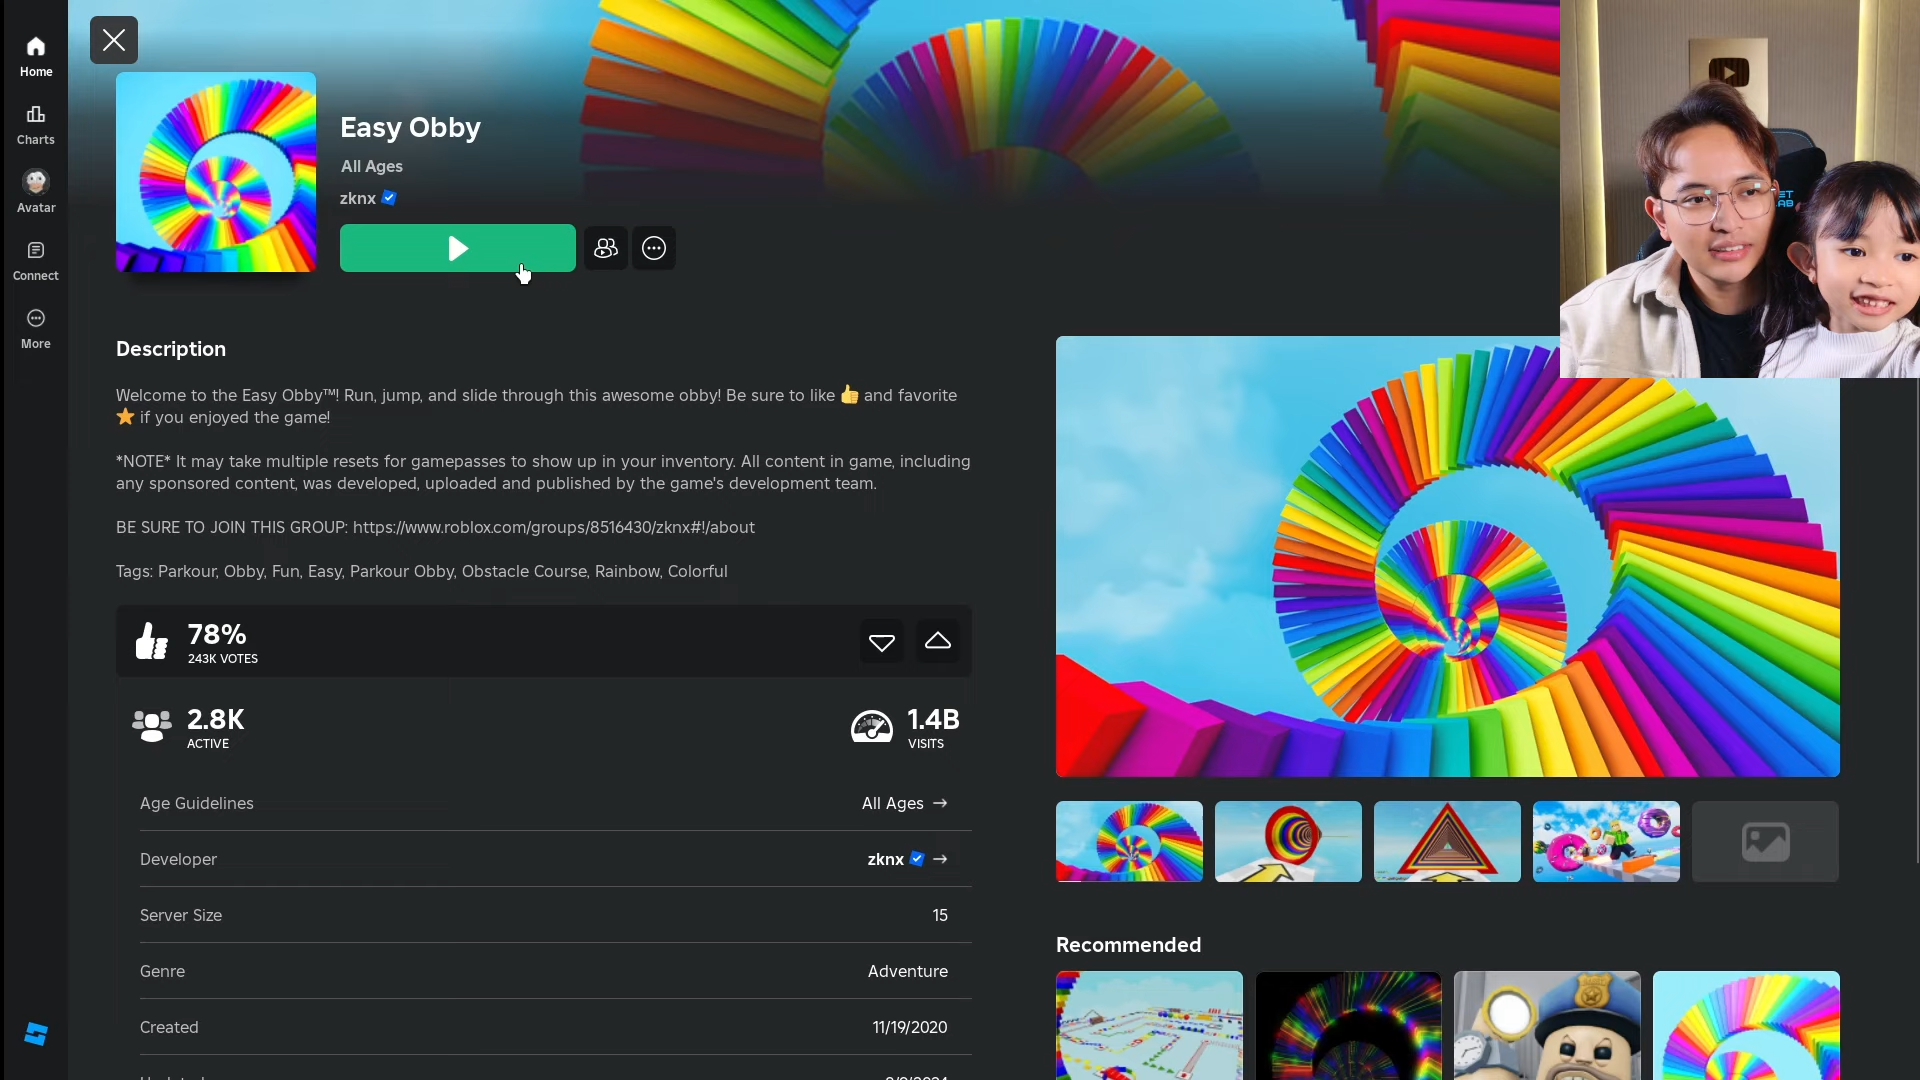 Home
Charts
Avatar
Connect
More
Easy Obby
All Ages
zknx
Description
Welcome to the Easy Obby™! Run, jump, and slide through this awesome obby! Be sure to like 👍 and favorite
⭐ if you enjoyed the game!
*NOTE* It may take multiple resets for gamepasses to show up in your inventory. All content in game, including
any sponsored content, was developed, uploaded and published by the game's development team.
BE SURE TO JOIN THIS GROUP: https://www.roblox.com/groups/8516430/zknx#!/about
Tags: Parkour, Obby, Fun, Easy, Parkour Obby, Obstacle Course, Rainbow, Colorful
78%
243K VOTES
2.8K
ACTIVE
1.4B
VISITS
Age Guidelines All Ages →
Developer zknx →
Server Size 15
Genre Adventure
Created 11/19/2020
Recommended